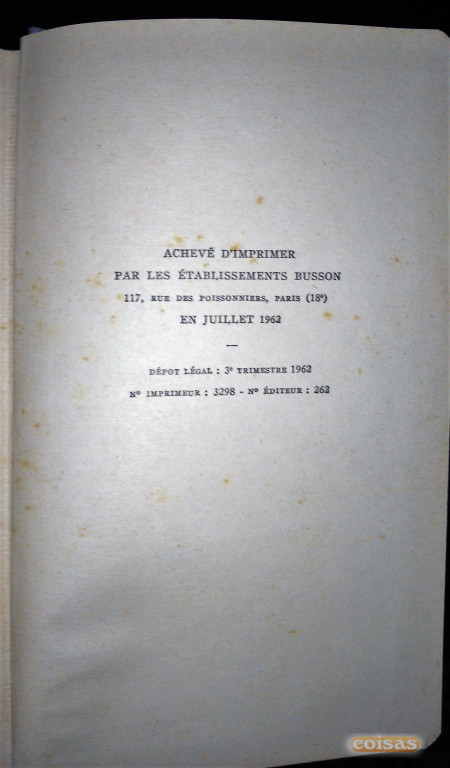 ACHEVÉ D'IMPRIMER
PAR LES ÉTABLISSEMENTS BUSSON
117, RUE DES POISSONNIERS, PARIS (18e)
EN JUILLET 1962
—
DÉPOT LÉGAL : 3e TRIMESTRE 1962
No IMPRIMEUR : 3298 - No ÉDITEUR : 262
coisas